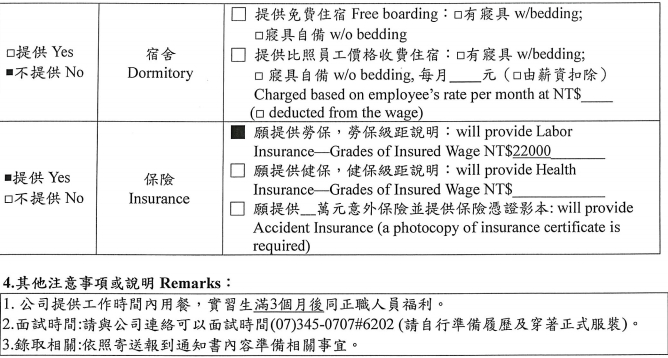 □提供 Yes
■不提供 No
宿舍
Dormitory
□ 提供免費住宿 Free boarding：□有寢具 w/bedding;
□寢具自備 w/o bedding
□ 提供比照員工價格收費住宿：□有寢具 w/bedding;
□ 寢具自備 w/o bedding, 每月____元（□由薪資扣除）
Charged based on employee's rate per month at NT$____
(□ deducted from the wage)
■提供 Yes
□不提供 No
保險
Insurance
■ 願提供勞保，勞保級距說明：will provide Labor
Insurance—Grades of Insured Wage NT$22000______
□ 願提供健保，健保級距說明：will provide Health
Insurance—Grades of Insured Wage NT$___________
□ 願提供__萬元意外保險並提供保險憑證影本: will provide
Accident Insurance (a photocopy of insurance certificate is
required)
4.其他注意事項或說明 Remarks：
1. 公司提供工作時間內用餐，實習生滿3個月後同正職人員福利。
2.面試時間:請與公司連絡可以面試時間(07)345-0707#6202 (請自行準備履歷及穿著正式服裝)。
3.錄取相關:依照寄送報到通知書內容準備相關事宜。